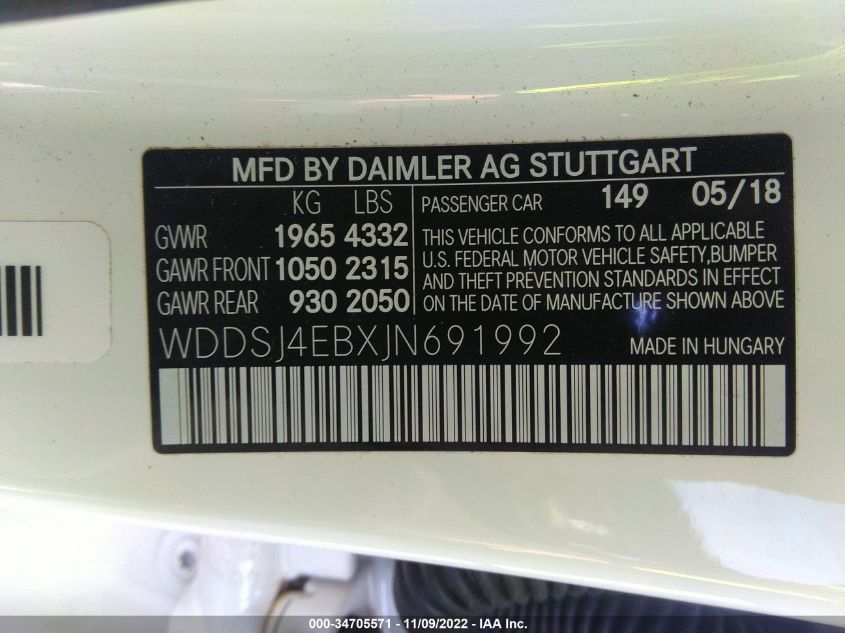 MFD BY DAIMLER AG STUTTGART
KG LBS
GVWR 1965 4332
GAWR FRONT 1050 2315
GAWR REAR 930 2050
PASSENGER CAR 149 05/18
THIS VEHICLE CONFORMS TO ALL APPLICABLE
U.S. FEDERAL MOTOR VEHICLE SAFETY,BUMPER
AND THEFT PREVENTION STANDARDS IN EFFECT
ON THE DATE OF MANUFACTURE SHOWN ABOVE
WDDSJ4EBXJN691992
MADE IN HUNGARY
000-34705571 - 11/09/2022 - Copyright © 2022 IAA, Inc.